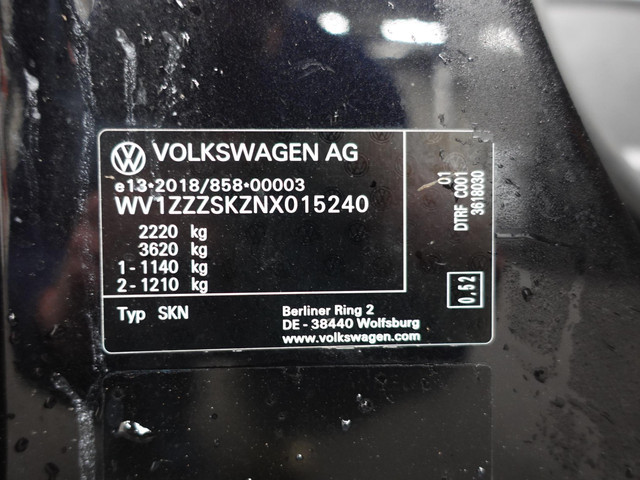 VOLKSWAGEN AG
e13*2018/858*00003
WV1ZZZSKZNX015240
2220 kg
3620 kg
1 - 1140 kg
2 - 1210 kg
Typ SKN
Berliner Ring 2
DE - 38440 Wolfsburg
www.volkswagen.com
01
DTRF C001
3618030
0,52